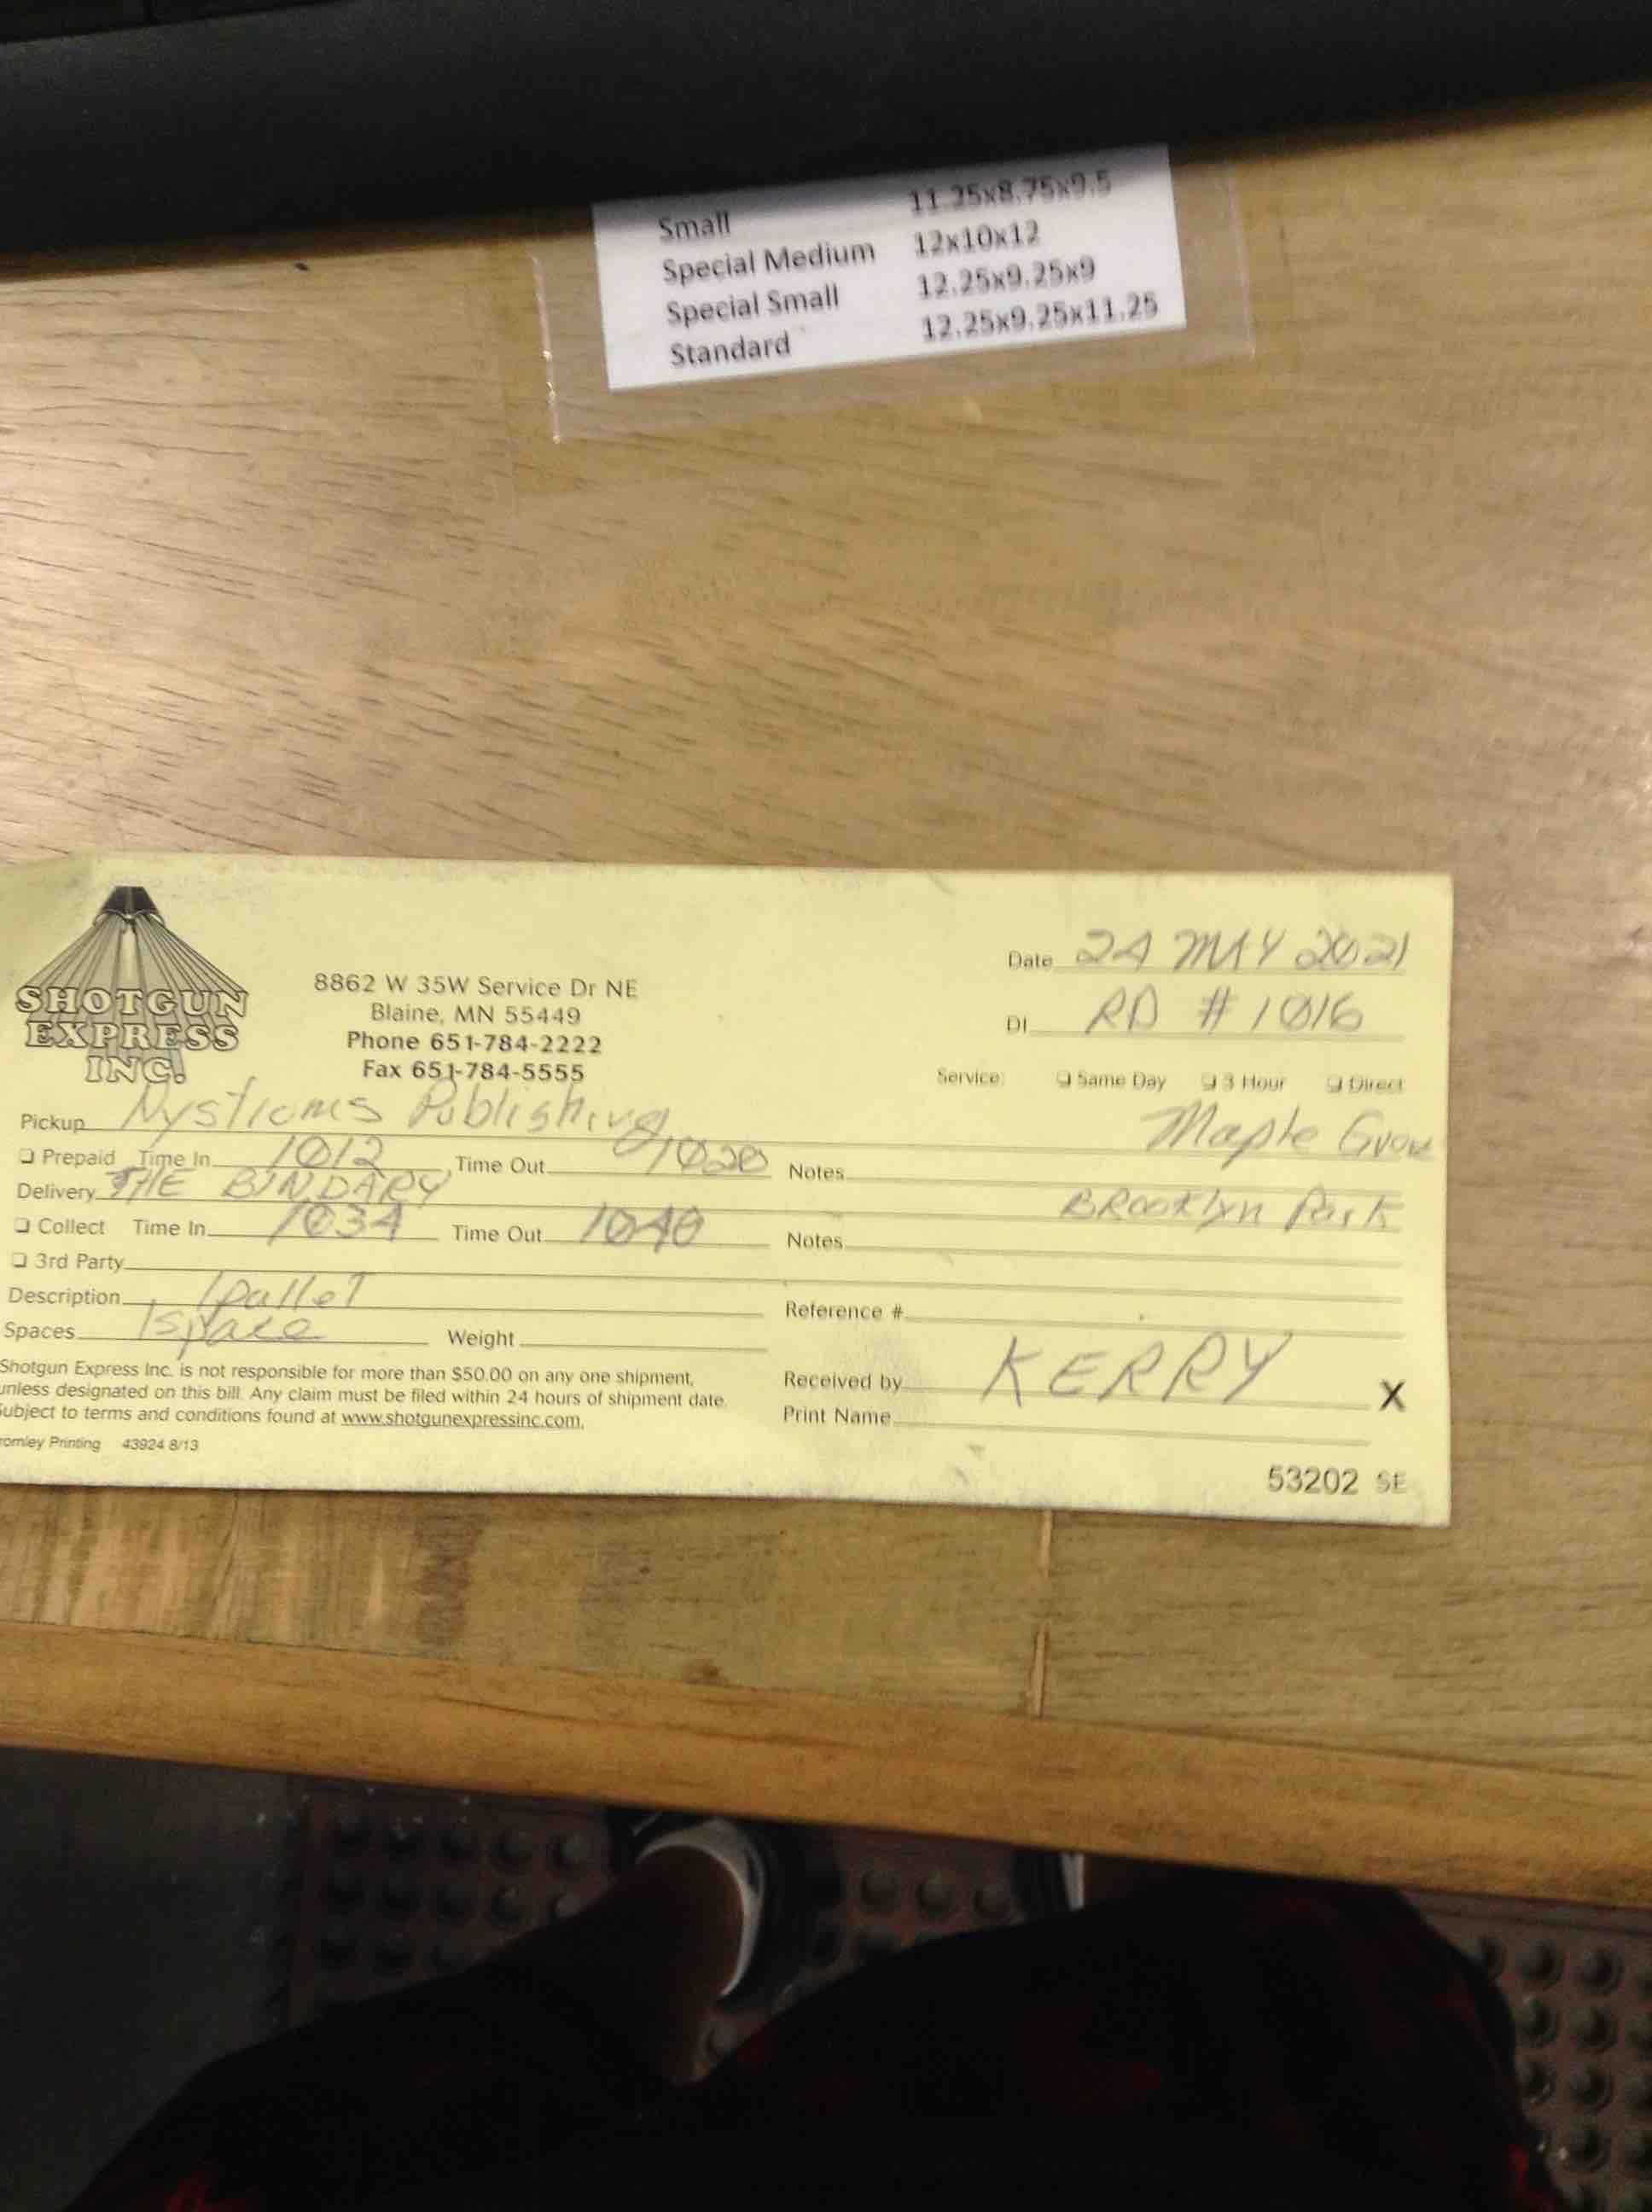 Small 11.25x8.75x9.5
Special Medium 12x10x12
Special Small 12.25x9.25x9
Standard 12.25x9.25x11.25
SHOTGUN
EXPRESS
INC!
8862 W 35W Service Dr NE
Blaine, MN 55449
Phone 651-784-2222
Fax 651-784-5555
Date 24 MAY 2021
DI RD # 1016
Service: Same Day 3 Hour Direct
Pickup Nystroms Publishing Maple Grove
Prepaid Time In 1012 Time Out 1020 Notes
Delivery THE BINDARY Brooklyn Park
Collect Time In 1034 Time Out 1040 Notes
3rd Party
Description 1 pallet Reference #
Spaces 1 space Weight
Shotgun Express Inc. is not responsible for more than $50.00 on any one shipment,
unless designated on this bill. Any claim must be filed within 24 hours of shipment date.
Subject to terms and conditions found at www.shotgunexpressinc.com.
Received by KERRY X
Print Name
romley Printing 43924 8/13
53202 SE